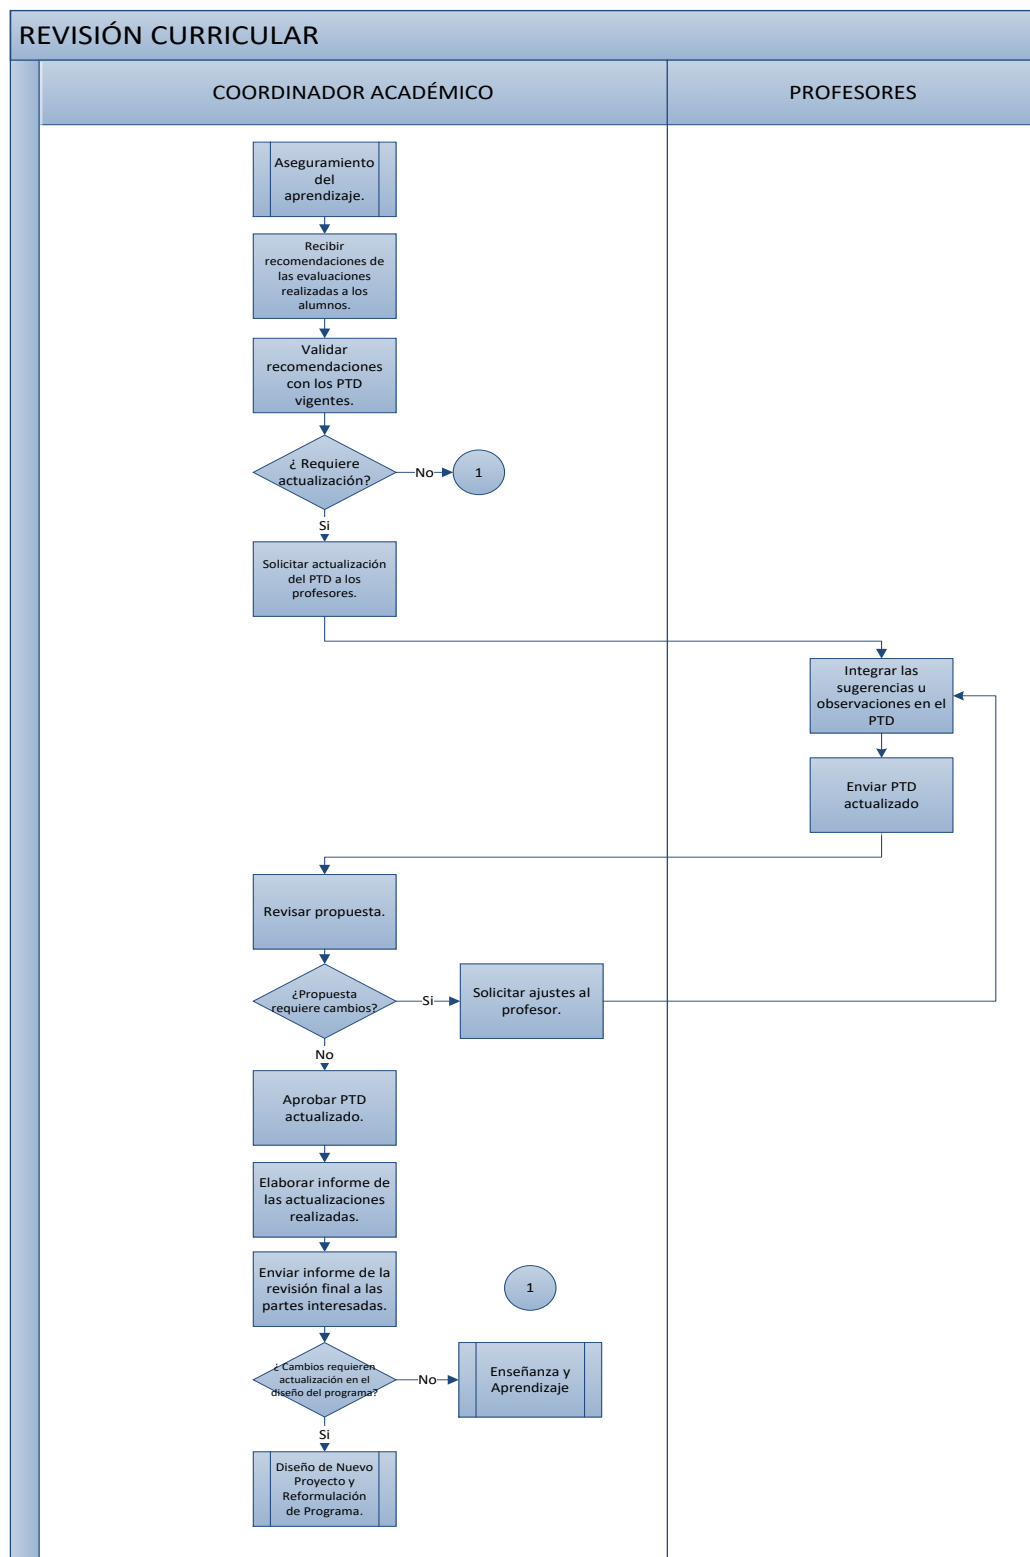 REVISIÓN CURRICULAR
COORDINADOR ACADÉMICO
PROFESORES
Aseguramiento
del
aprendizaje.
Recibir
recomendaciones de
las evaluaciones
realizadas a los
alumnos.
Validar
recomendaciones
con los PTD
vigentes.
¿ Requiere
actualización?
No
1
Si
Solicitar actualización
del PTD a los
profesores.
Integrar las
sugerencias u
observaciones en el
PTD
Enviar PTD
actualizado
Revisar propuesta.
¿Propuesta
requiere cambios?
Si
Solicitar ajustes al
profesor.
No
Aprobar PTD
actualizado.
Elaborar informe de
las actualizaciones
realizadas.
Enviar informe de la
revisión final a las
partes interesadas.
1
¿ Cambios requieren
actualización en el
diseño del programa?
No
Enseñanza y
Aprendizaje
Si
Diseño de Nuevo
Proyecto y
Reformulación
de Programa.